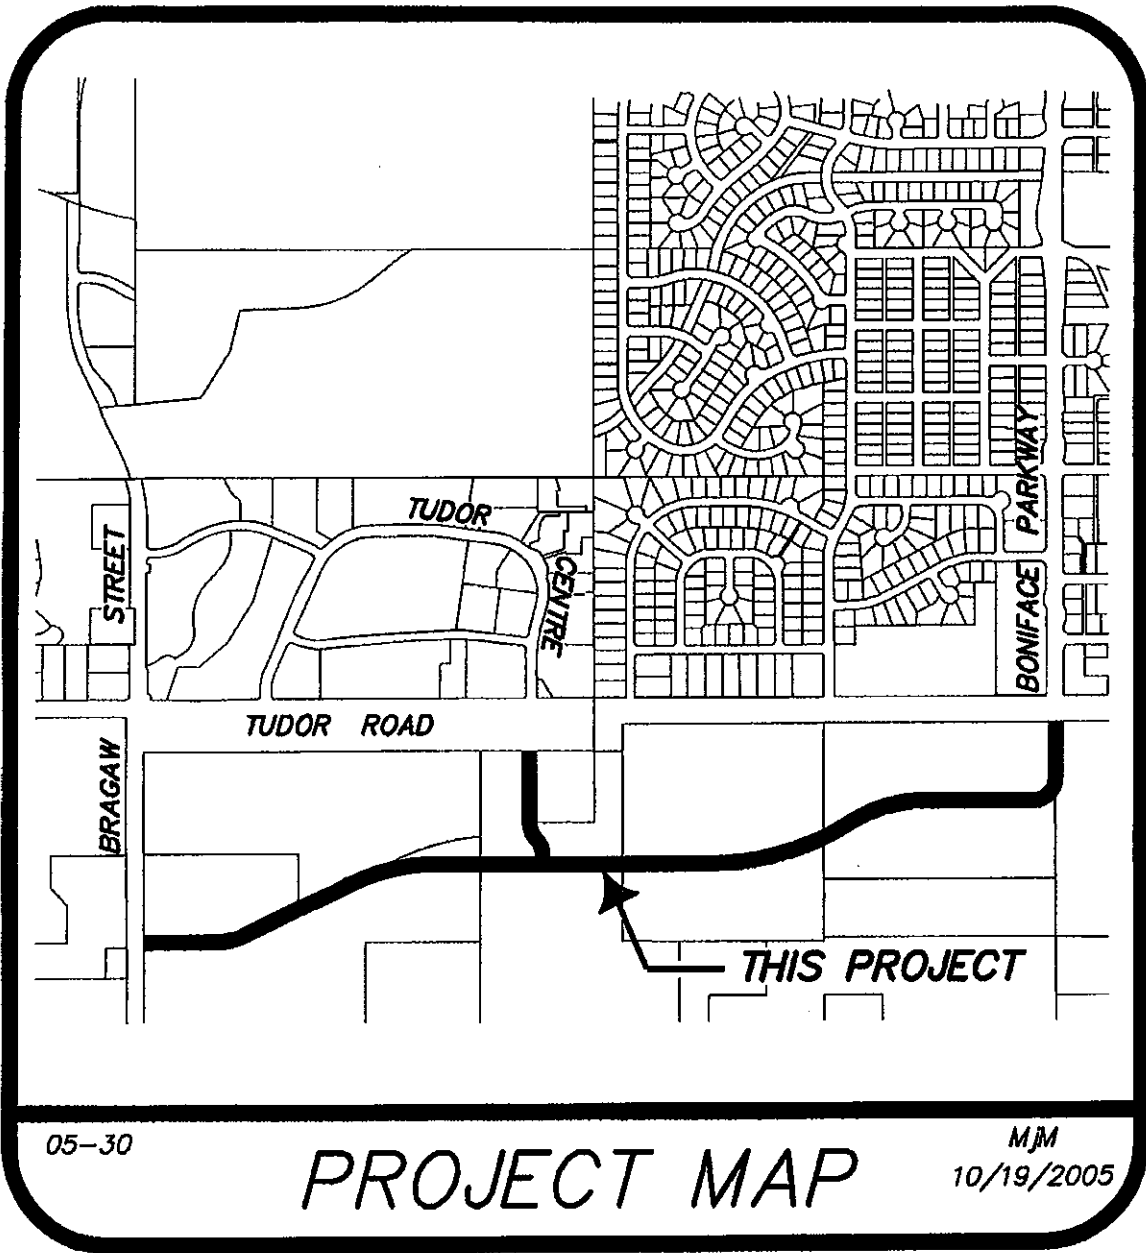 TUDOR
CENTRE
STREET
BONIFACE PARKWAY
TUDOR ROAD
BRAGAW
THIS PROJECT
05-30
PROJECT MAP
MjM
10/19/2005